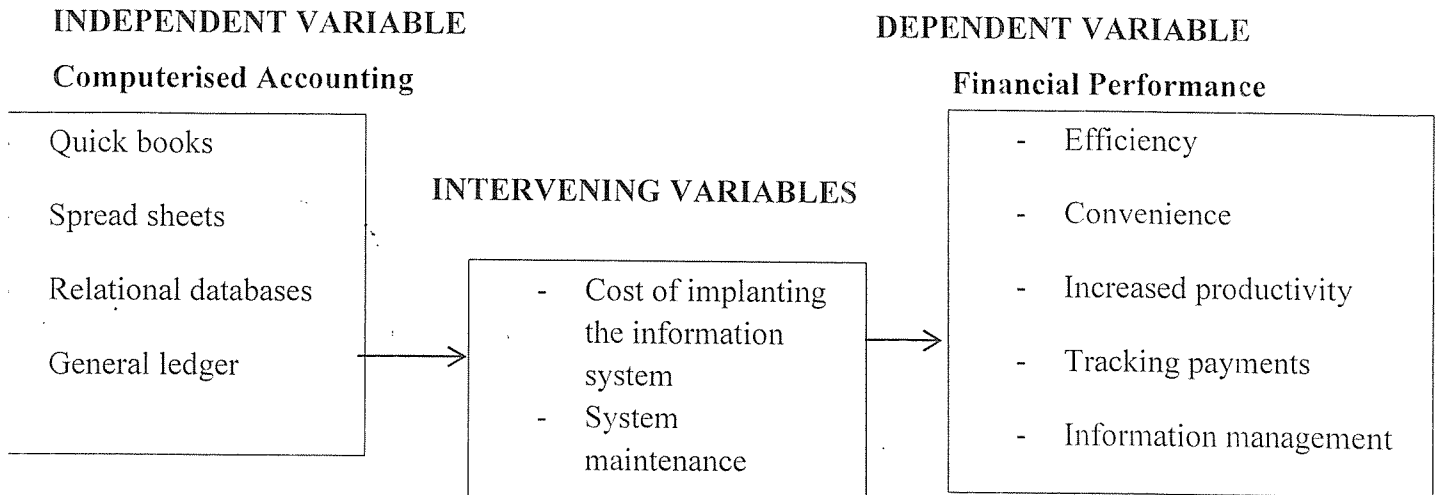 INDEPENDENT VARIABLE
Computerised Accounting
Quick books
Spread sheets
Relational databases
General ledger
INTERVENING VARIABLES
- Cost of implanting
the information
system
- System
maintenance
DEPENDENT VARIABLE
Financial Performance
- Efficiency
- Convenience
- Increased productivity
- Tracking payments
- Information management